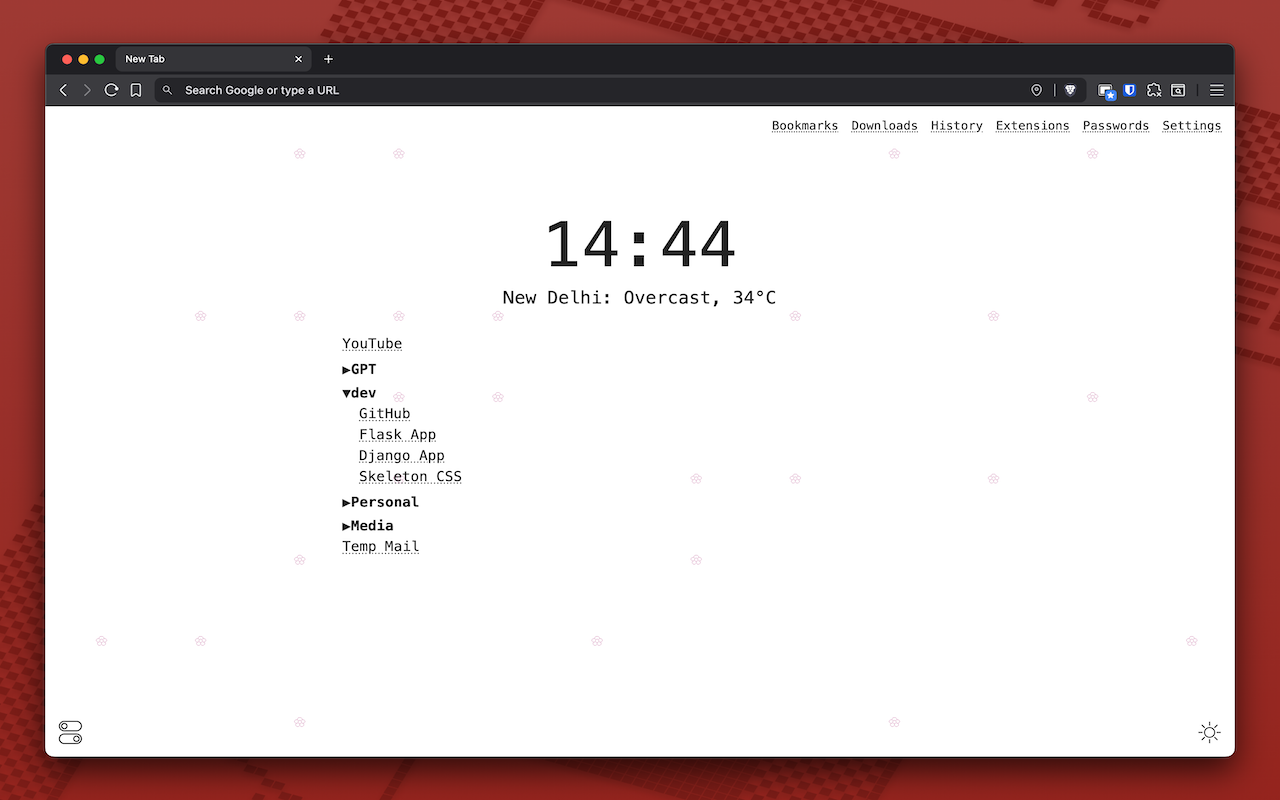 New Tab
Search Google or type a URL
Bookmarks Downloads History Extensions Passwords Settings
14:44
New Delhi: Overcast, 34°C
YouTube
▶GPT
▼dev
GitHub
Flask App
Django App
Skeleton CSS
▶Personal
▶Media
Temp Mail